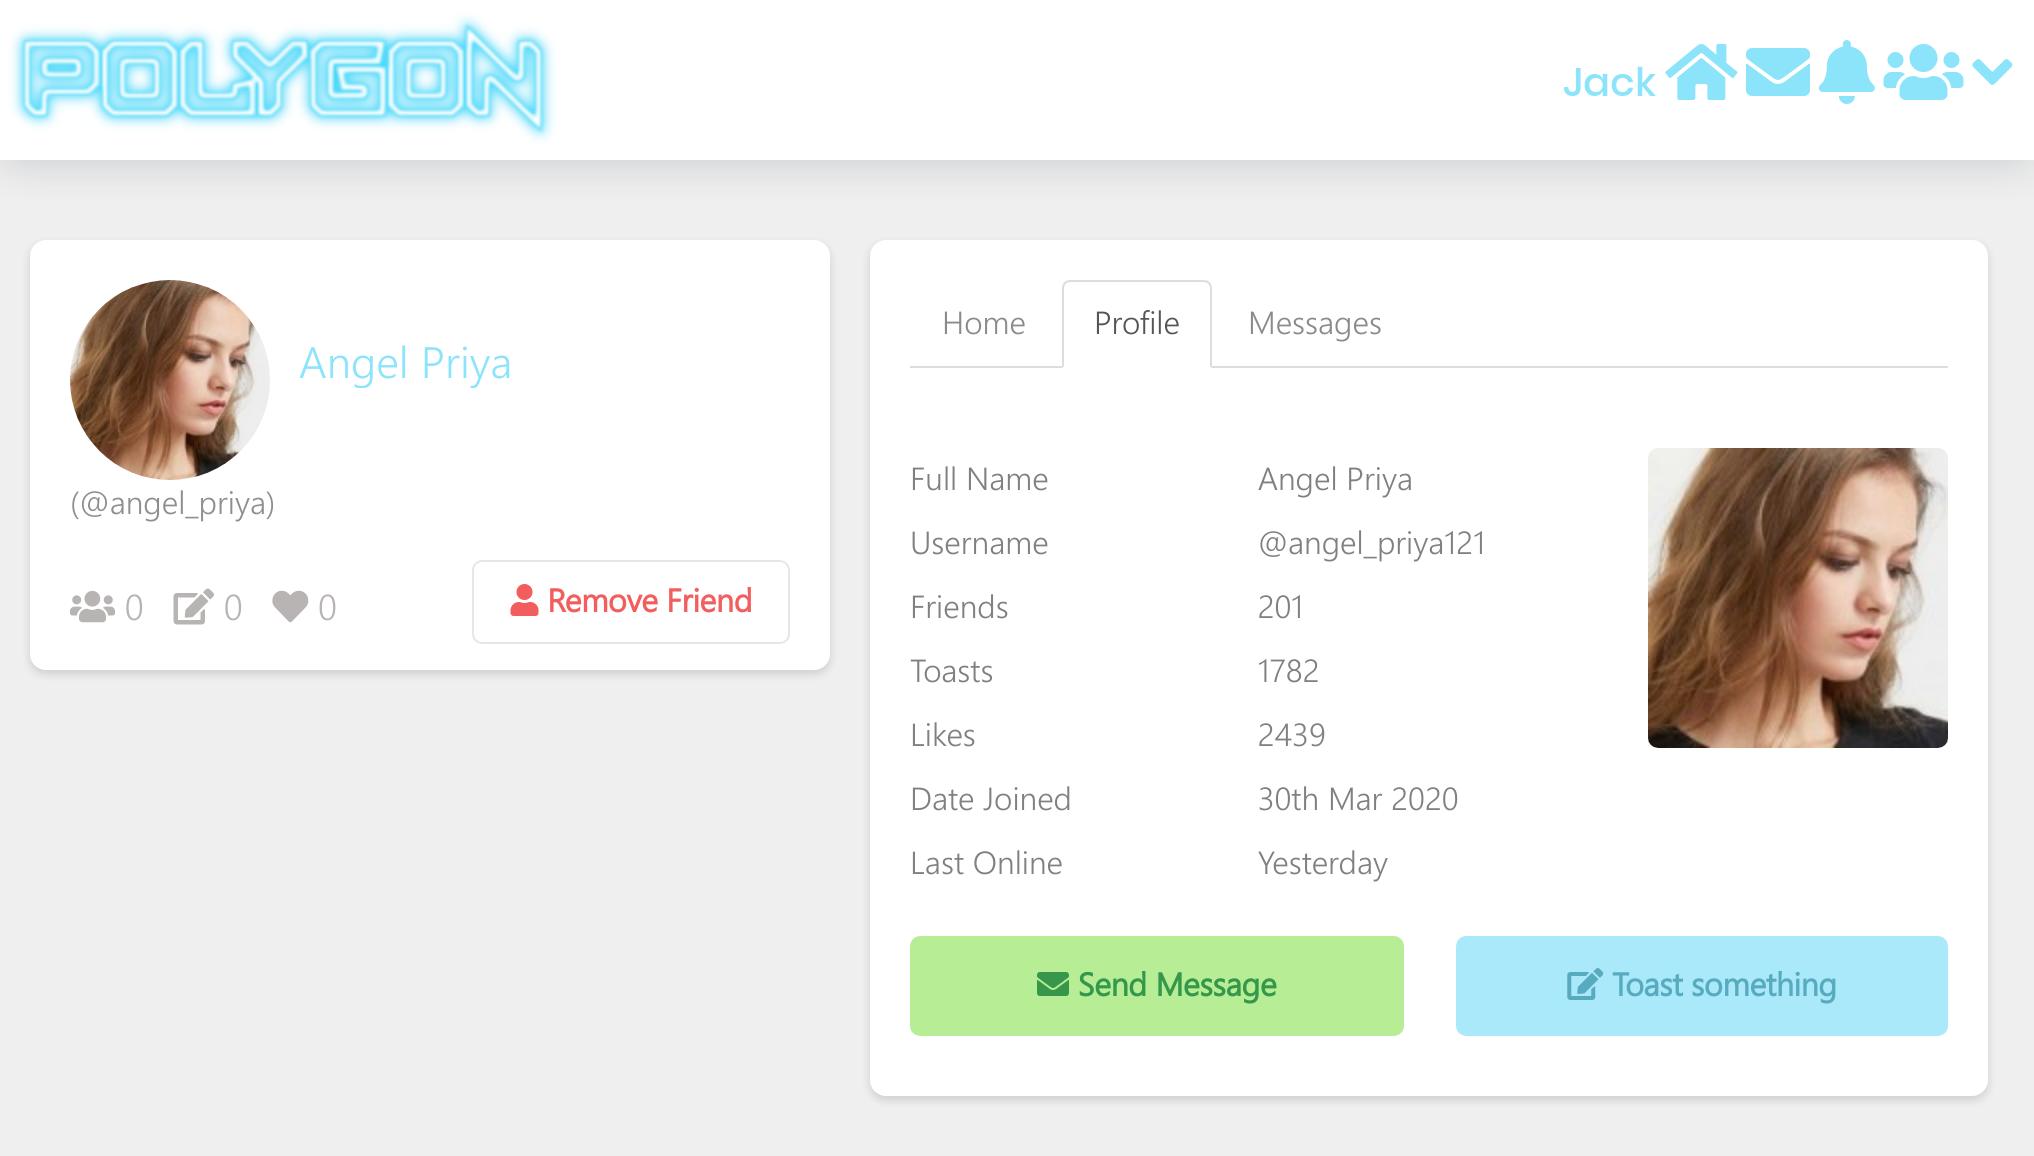 POLYGON
Jack
Angel Priya
(@angel_priya)
0 0 0
Remove Friend
Home Profile Messages
Full Name Angel Priya
Username @angel_priya121
Friends 201
Toasts 1782
Likes 2439
Date Joined 30th Mar 2020
Last Online Yesterday
Send Message Toast something